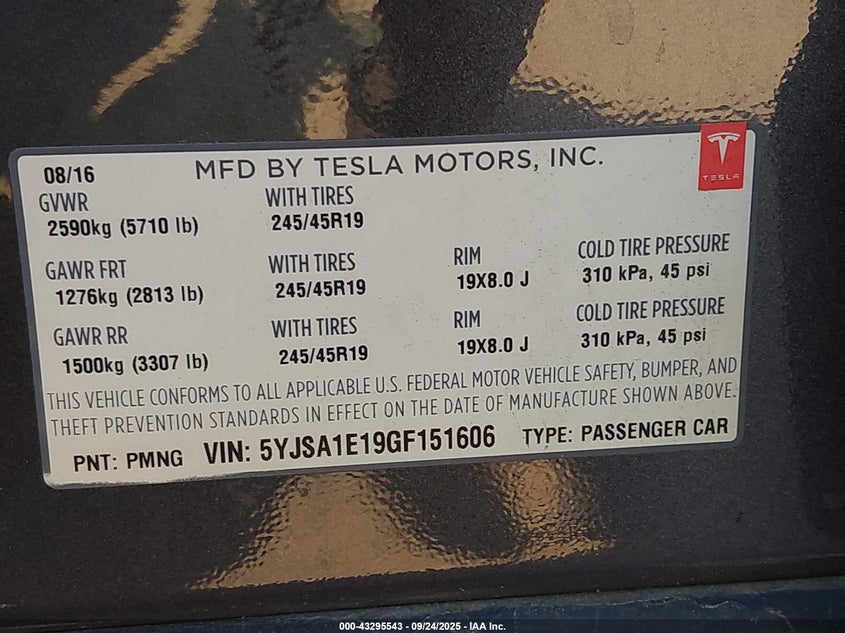 08/16 MFD BY TESLA MOTORS, INC.
TESLA
GVWR WITH TIRES
2590kg (5710 lb) 245/45R19
GAWR FRT WITH TIRES RIM COLD TIRE PRESSURE
1276kg (2813 lb) 245/45R19 19X8.0 J 310 kPa, 45 psi
GAWR RR WITH TIRES RIM COLD TIRE PRESSURE
1500kg (3307 lb) 245/45R19 19X8.0 J 310 kPa, 45 psi
THIS VEHICLE CONFORMS TO ALL APPLICABLE U.S. FEDERAL MOTOR VEHICLE SAFETY, BUMPER, AND
THEFT PREVENTION STANDARDS IN EFFECT ON THE DATE OF MANUFACTURE SHOWN ABOVE.
PNT: PMNG VIN: 5YJSA1E19GF151606 TYPE: PASSENGER CAR
000-43295543 - 09/24/2025 - IAA Inc.